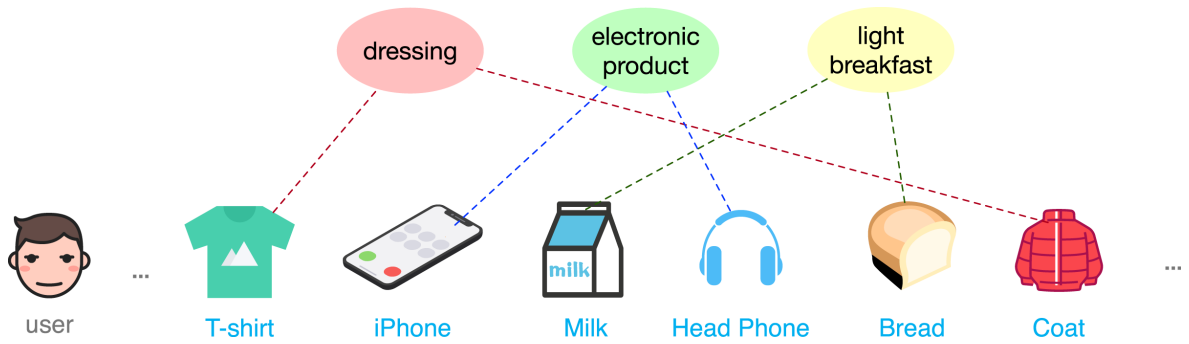 dressing
electronic
product
light
breakfast
milk
user
...
T-shirt
iPhone
Milk
Head Phone
Bread
Coat
...